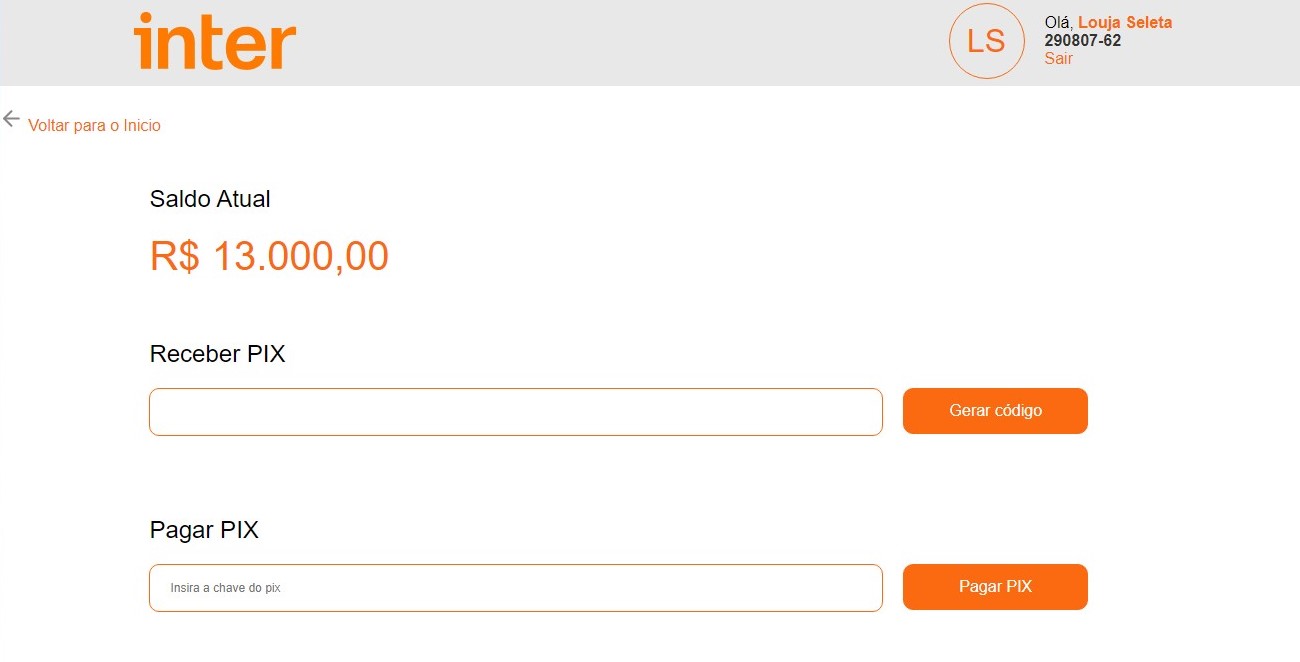 inter
LS
Olá, Louja Seleta
290807-62
Sair
Voltar para o Inicio
Saldo Atual
R$ 13.000,00
Receber PIX
Gerar código
Pagar PIX
Insira a chave do pix
Pagar PIX